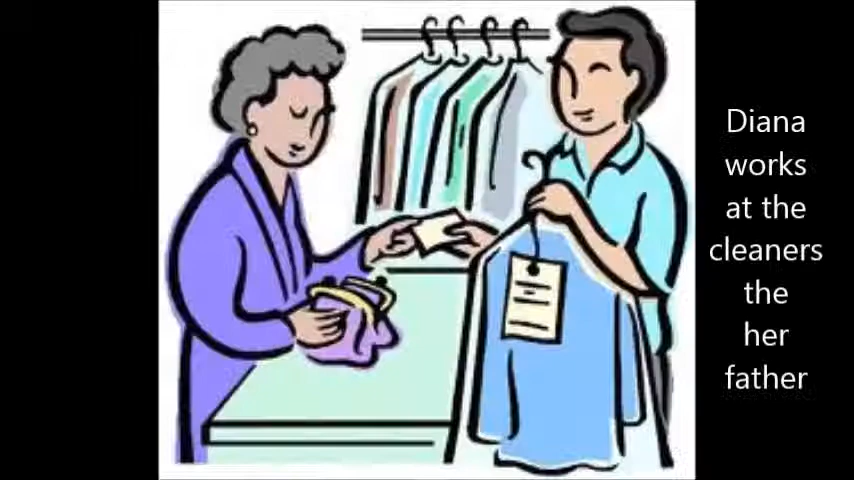 Diana
works
at the
cleaners
the
her
father